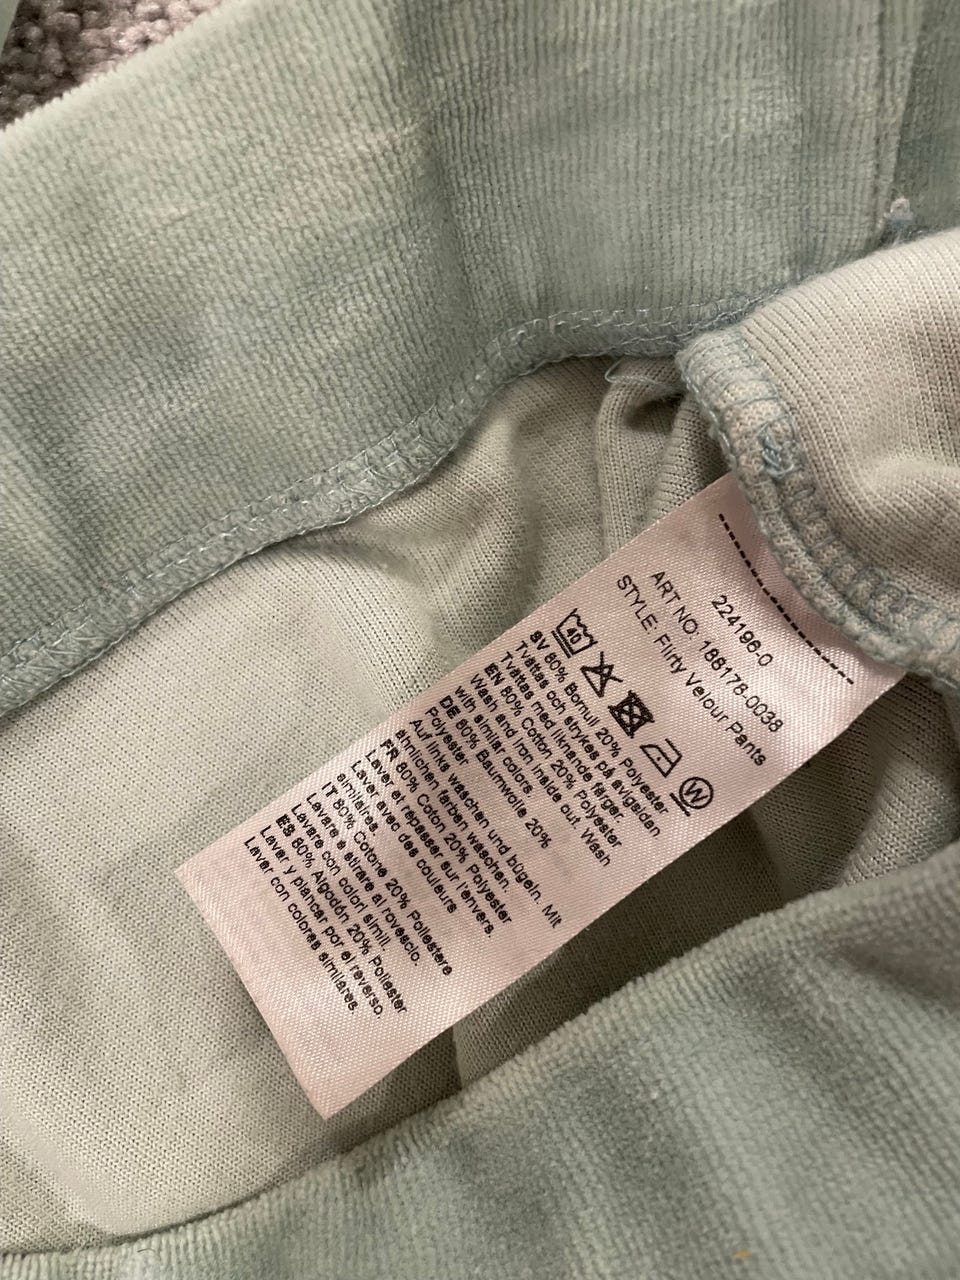 224198-0
ART NO: 188178-0038
STYLE: Flirty Velour Pants
40
W
SV 80% Bomull 20% Polyester
Tvättas och strykes på avigsidan
Tvättas med liknande färger.
EN 80% Cotton 20% Polyester
Wash and iron inside out. Wash
with similar colors
DE 80% Baumwolle 20%
Polyester
Auf links waschen und bügeln. Mit
ähnlichen farben waschen.
FR 80% Coton 20% Polyester
Laver et repasser sur l'envers.
Laver avec des couleurs
similaires.
IT 80% Cotone 20% Poliestere
Lavare e stirare al rovescio.
Lavare con colori simili.
ES 80% Algodón 20% Poliester
Lavar y planchar por el reverso.
Lavar con colores similares.